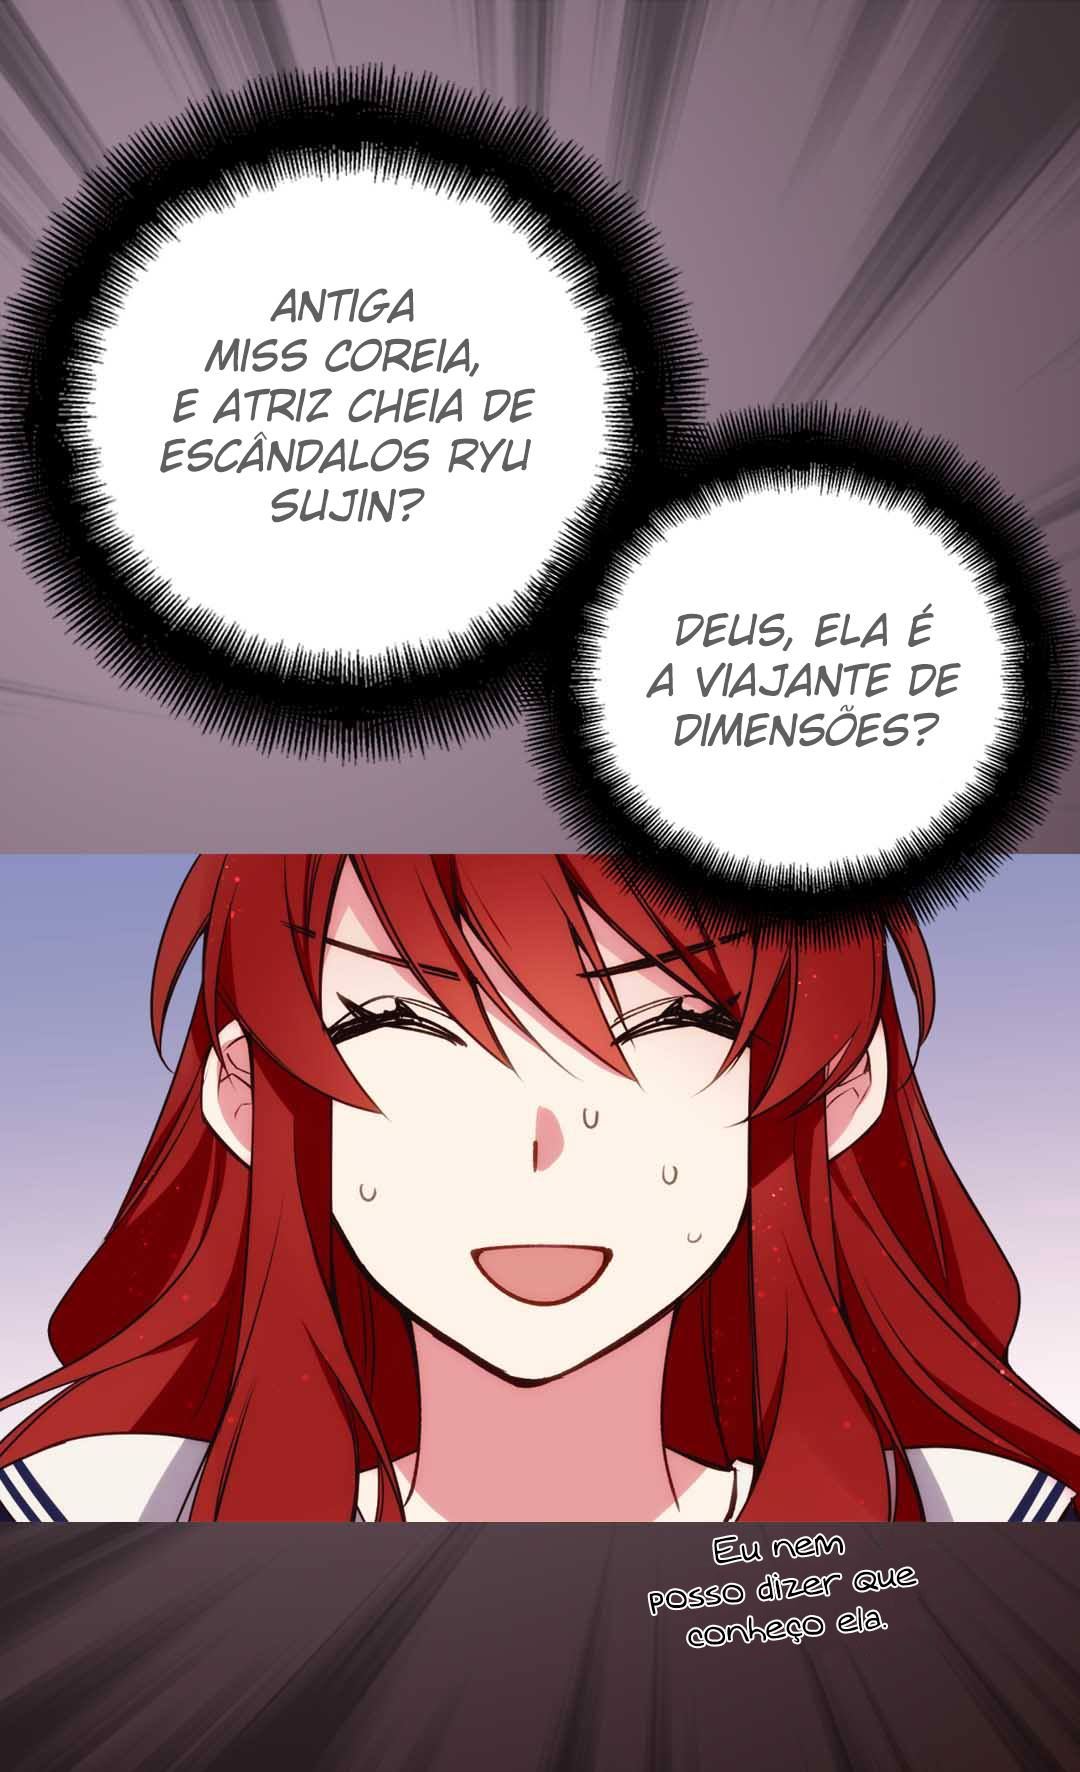 ANTIGA
MISS COREIA,
E ATRIZ CHEIA DE
ESCÂNDALOS RYU
SUJIN?
DEUS, ELA É
A VIAJANTE DE
DIMENSÕES?
Eu nem
posso dizer que
conheço ela.